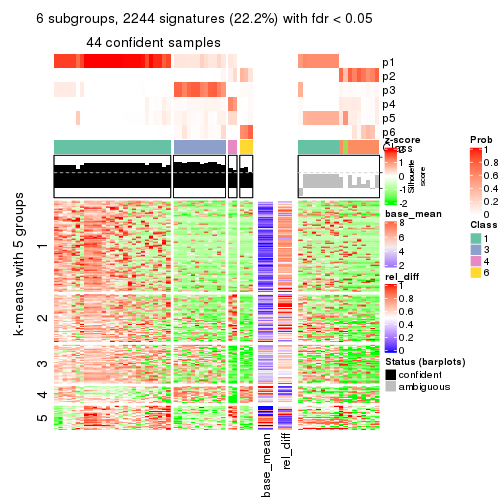 6 subgroups, 2244 signatures (22.2%) with fdr < 0.05
44 confident samples
p1
p2
p3
p4
p5
p6
Class
Silhouette score
1
0
-1
k-means with 5 groups
1
2
3
4
5
base_mean
rel_diff
z-score
2
1
0
-1
-2
base_mean
8
6
4
2
rel_diff
1
0.8
0.6
0.4
0.2
0
Status (barplots)
confident
ambiguous
Prob
1
0.8
0.6
0.4
0.2
0
Class
1
3
4
6